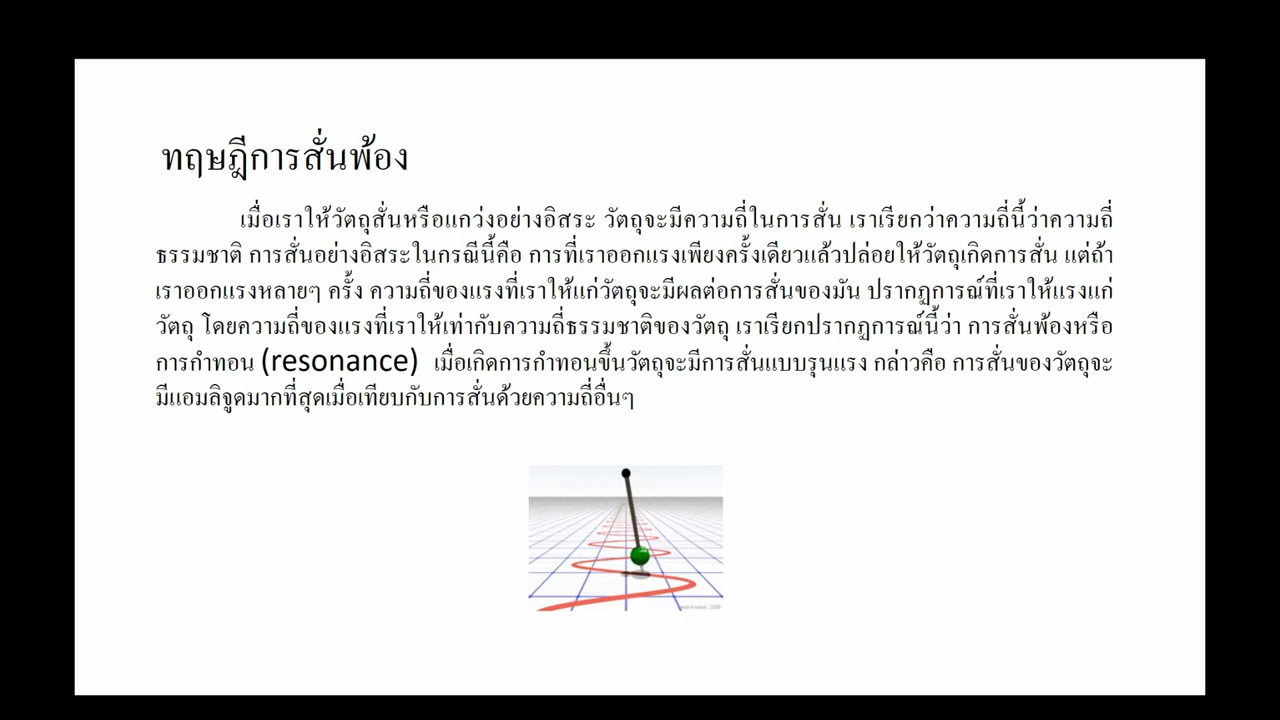 ทฤษฎีการสั่นพ้อง
เมื่อเราให้วัตถุสั่นหรือแกว่งอย่างอิสระ วัตถุจะมีความถี่ในการสั่น เราเรียกว่าความถี่นี้ว่าความถี่
ธรรมชาติ การสั่นอย่างอิสระในกรณีนี้คือ การที่เราออกแรงเพียงครั้งเดียวแล้วปล่อยให้วัตถุเกิดการสั่น แต่ถ้า
เราออกแรงหลายๆ ครั้ง ความถี่ของแรงที่เราให้แก่วัตถุจะมีผลต่อการสั่นของมัน ปรากฏการณ์ที่เราให้แรงแก่
วัตถุ โดยความถี่ของแรงที่เราให้เท่ากับความถี่ธรรมชาติของวัตถุ เราเรียกปรากฏการณ์นี้ว่า การสั่นพ้องหรือ
การกำทอน (resonance) เมื่อเกิดการกำทอนขึ้นวัตถุจะมีการสั่นแบบรุนแรง กล่าวคือ การสั่นของวัตถุจะ
มีแอมลิจูดมากที่สุดเมื่อเทียบกับการสั่นด้วยความถี่อื่นๆ